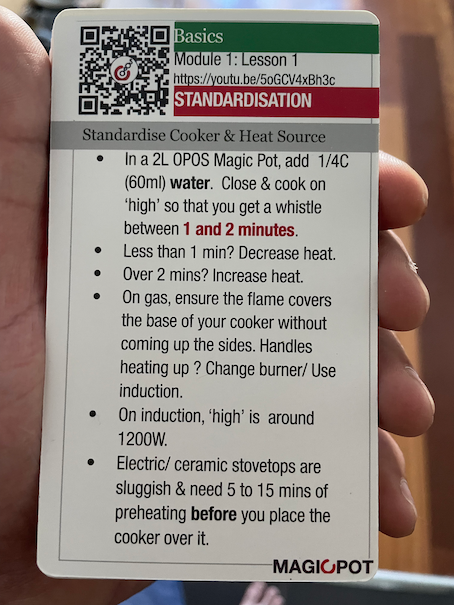 Basics
Module 1: Lesson 1
https://youtu.be/5oGCV4xBh3c
STANDARDISATION
Standardise Cooker & Heat Source
• In a 2L OPOS Magic Pot, add 1/4C
(60ml) water. Close & cook on
‘high’ so that you get a whistle
between 1 and 2 minutes.
• Less than 1 min? Decrease heat.
• Over 2 mins? Increase heat.
• On gas, ensure the flame covers
the base of your cooker without
coming up the sides. Handles
heating up ? Change burner/ Use
induction.
• On induction, ‘high’ is around
1200W.
• Electric/ ceramic stovetops are
sluggish & need 5 to 15 mins of
preheating before you place the
cooker over it.
MAGICPOT